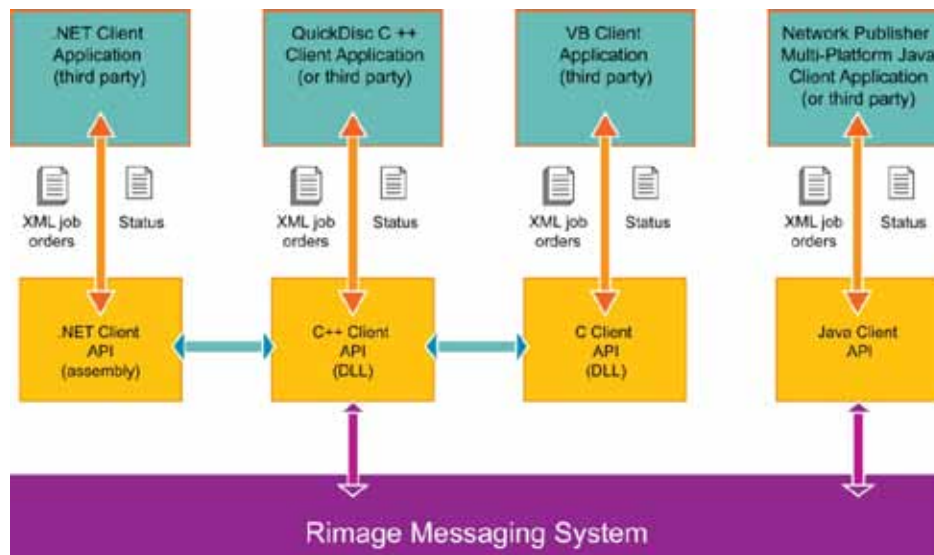 .NET Client
Application
(third party)
QuickDisc C ++
Client Application
(or third party)
VB Client
Application
(third party)
Network Publisher
Multi-Platform Java
Client Application
(or third party)
XML job
orders
Status
XML job
orders
Status
XML job
orders
Status
XML job
orders
Status
.NET Client
API
(assembly)
C++ Client
API
(DLL)
C Client
API
(DLL)
Java Client
API
Rimage Messaging System